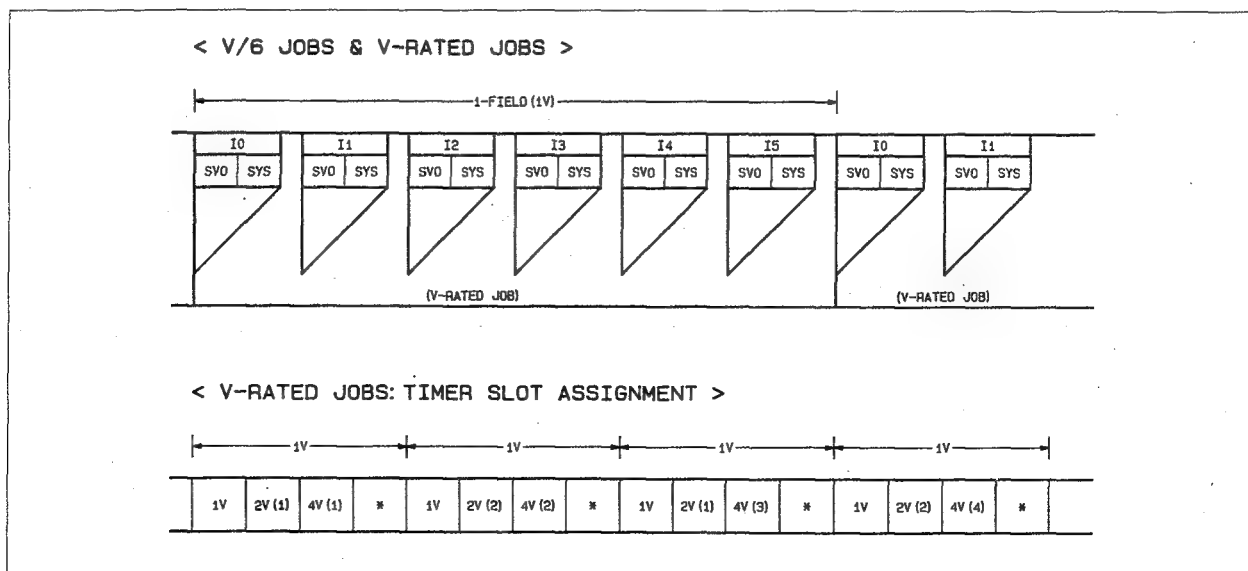 < V/6 JOBS & V-RATED JOBS >
1-FIELD (1V)
I0 I1 I2 I3 I4 I5 I0 I1
SVO SYS SVO SYS SVO SYS SVO SYS SVO SYS SVO SYS SVO SYS SVO SYS
(V-RATED JOB) (V-RATED JOB)
< V-RATED JOBS: TIMER SLOT ASSIGNMENT >
1V 1V 1V 1V
1V 2V (1) 4V (1) * 1V 2V (2) 4V (2) * 1V 2V (1) 4V (3) * 1V 2V (2) 4V (4) *